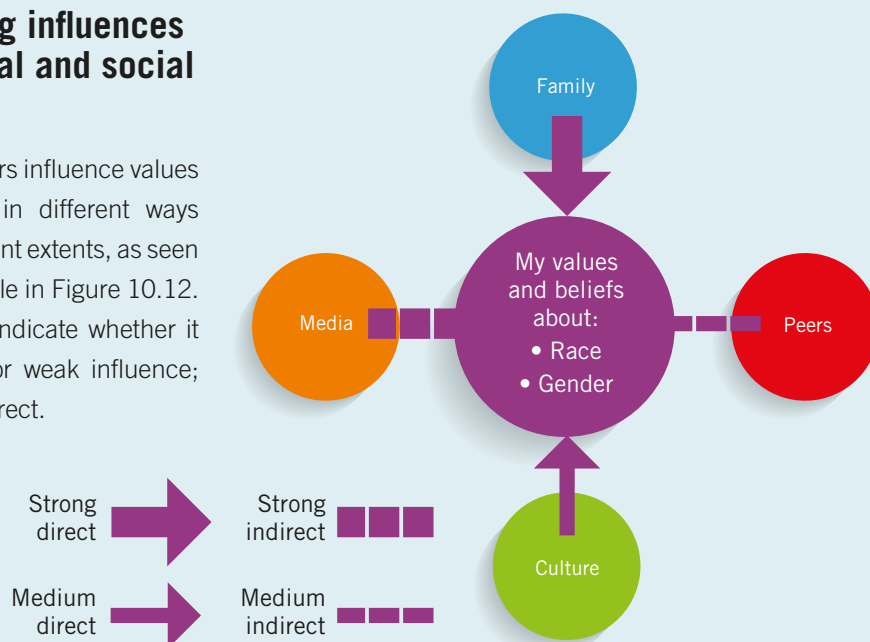 g influences
al and social
rs influence values
in different ways
nt extents, as seen
le in Figure 10.12.
ndicate whether it
or weak influence;
rect.
Family
Media
My values
and beliefs
about:
• Race
• Gender
Peers
Culture
Strong
direct
Strong
indirect
Medium
direct
Medium
indirect